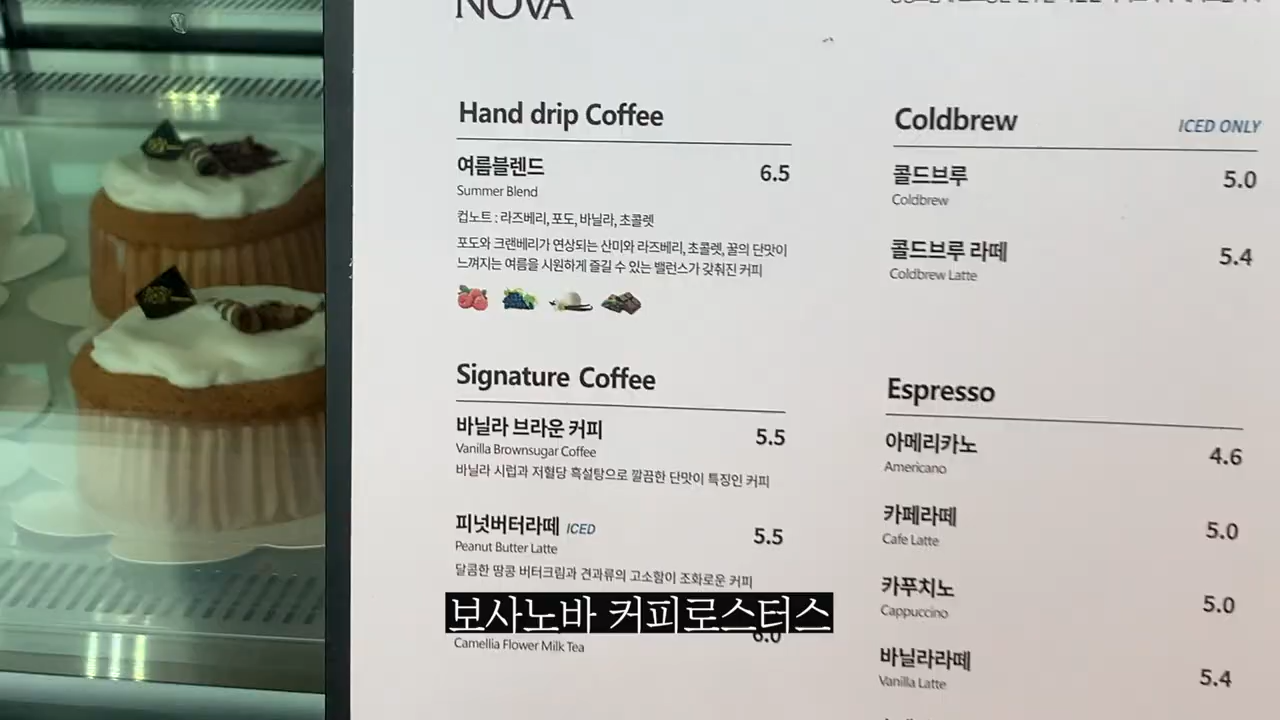 NOVA
Hand drip Coffee
여름블렌드 6.5
Summer Blend
컵노트 : 라즈베리, 포도, 바닐라, 초콜렛
포도와 크랜베리가 연상되는 산미와 라즈베리, 초콜렛, 꿀의 단맛이
느껴지는 여름을 시원하게 즐길 수 있는 밸런스가 갖춰진 커피
Signature Coffee
바닐라 브라운 커피 5.5
Vanilla Brownsugar Coffee
바닐라 시럽과 저혈당 흑설탕으로 깔끔한 단맛이 특징인 커피
피넛버터라떼 ICED 5.5
Peanut Butter Latte
달콤한 땅콩 버터크림과 견과류의 고소함이 조화로운 커피
보사노바 커피로스터스
6.0
Camellia Flower Milk Tea
Coldbrew ICED ONLY
콜드브루 5.0
Coldbrew
콜드브루 라떼 5.4
Coldbrew Latte
Espresso
아메리카노 4.6
Americano
카페라떼 5.0
Cafe Latte
카푸치노 5.0
Cappuccino
바닐라라떼 5.4
Vanilla Latte